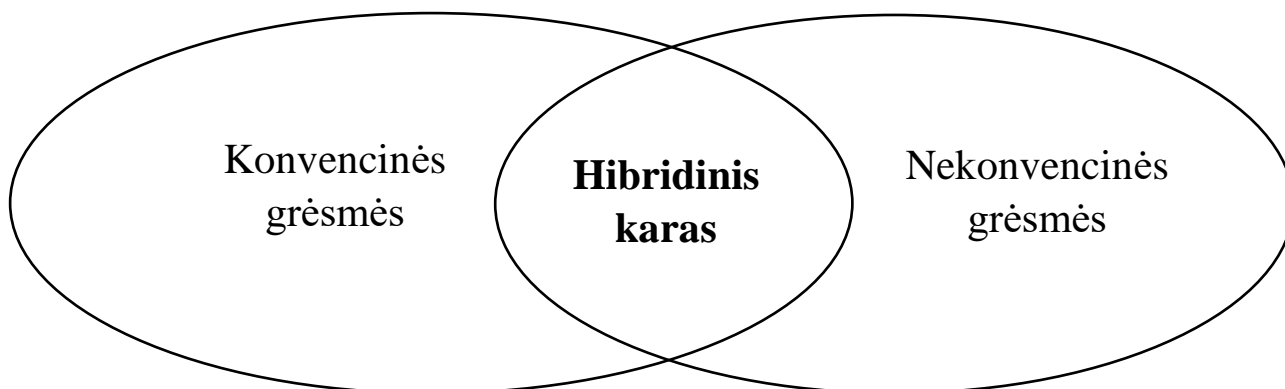 Konvencinės
grėsmės
Hibridinis
karas
Nekonvencinės
grėsmės